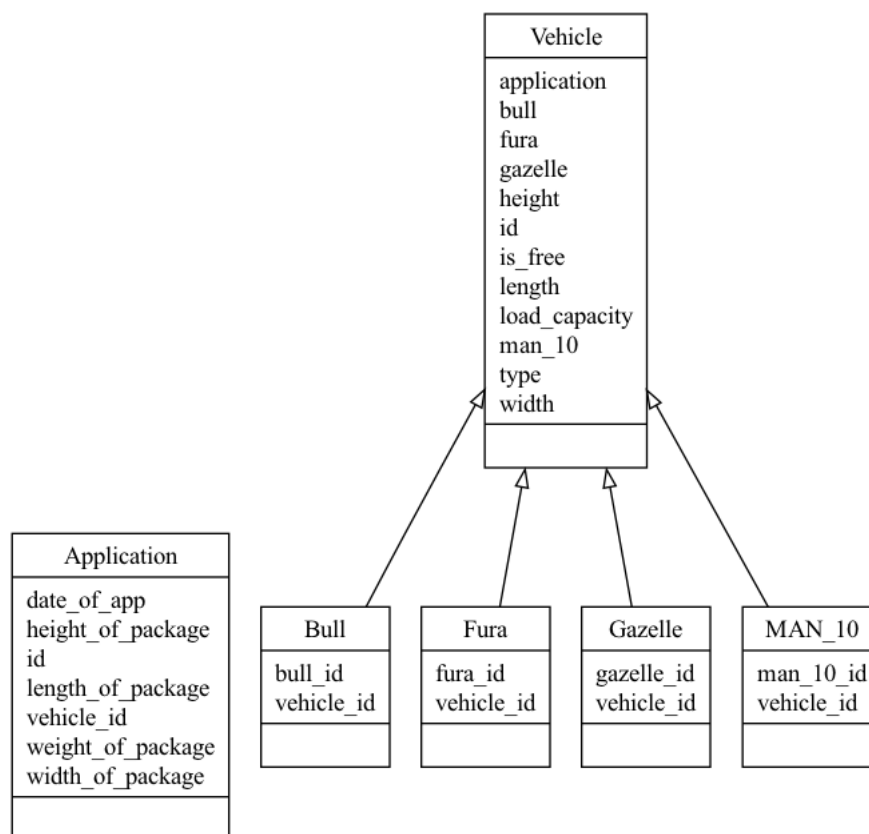 Vehicle
application
bull
fura
gazelle
height
id
is_free
length
load_capacity
man_10
type
width
Application
date_of_app
height_of_package
id
length_of_package
vehicle_id
weight_of_package
width_of_package
Bull
bull_id
vehicle_id
Fura
fura_id
vehicle_id
Gazelle
gazelle_id
vehicle_id
MAN_10
man_10_id
vehicle_id